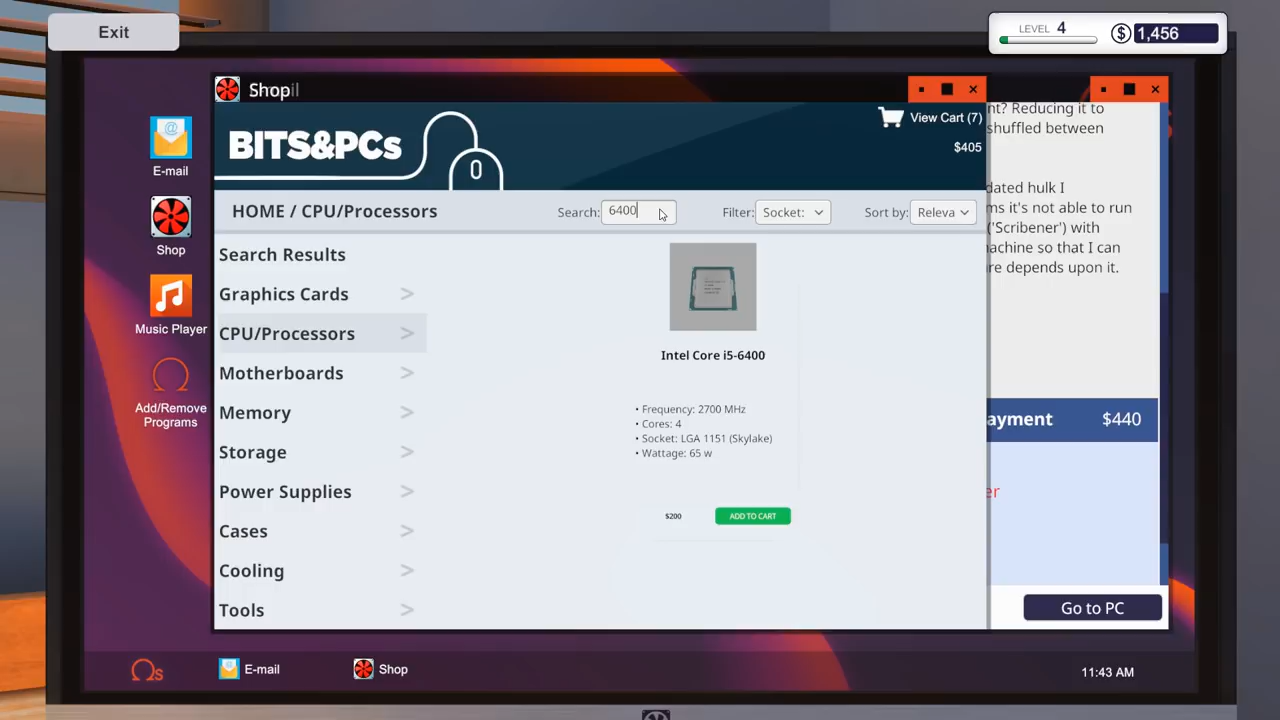 Exit
LEVEL 4
$ 1,456
Shop
View Cart (7)
BITS&PCs
$405
HOME / CPU/Processors
Search: 6400
Filter: Socket:
Sort by: Releva
Search Results
Graphics Cards >
CPU/Processors >
Motherboards >
Memory >
Storage >
Power Supplies >
Cases >
Cooling >
Tools >
Intel Core i5-6400
• Frequency: 2700 MHz
• Cores: 4
• Socket: LGA 1151 (Skylake)
• Wattage: 65 w
$200
ADD TO CART
E-mail
Shop
Music Player
Add/Remove
Programs
nt? Reducing it to
shuffled between
dated hulk I
ms it's not able to run
('Scribener') with
nachine so that I can
re depends upon it.
ayment $440
er
Go to PC
Ωs
E-mail
Shop
11:43 AM